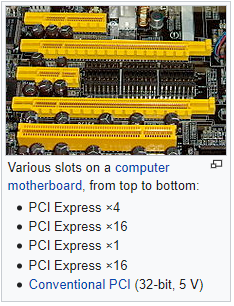 Various slots on a computer
motherboard, from top to bottom:
• PCI Express ×4
• PCI Express ×16
• PCI Express ×1
• PCI Express ×16
• Conventional PCI (32-bit, 5 V)